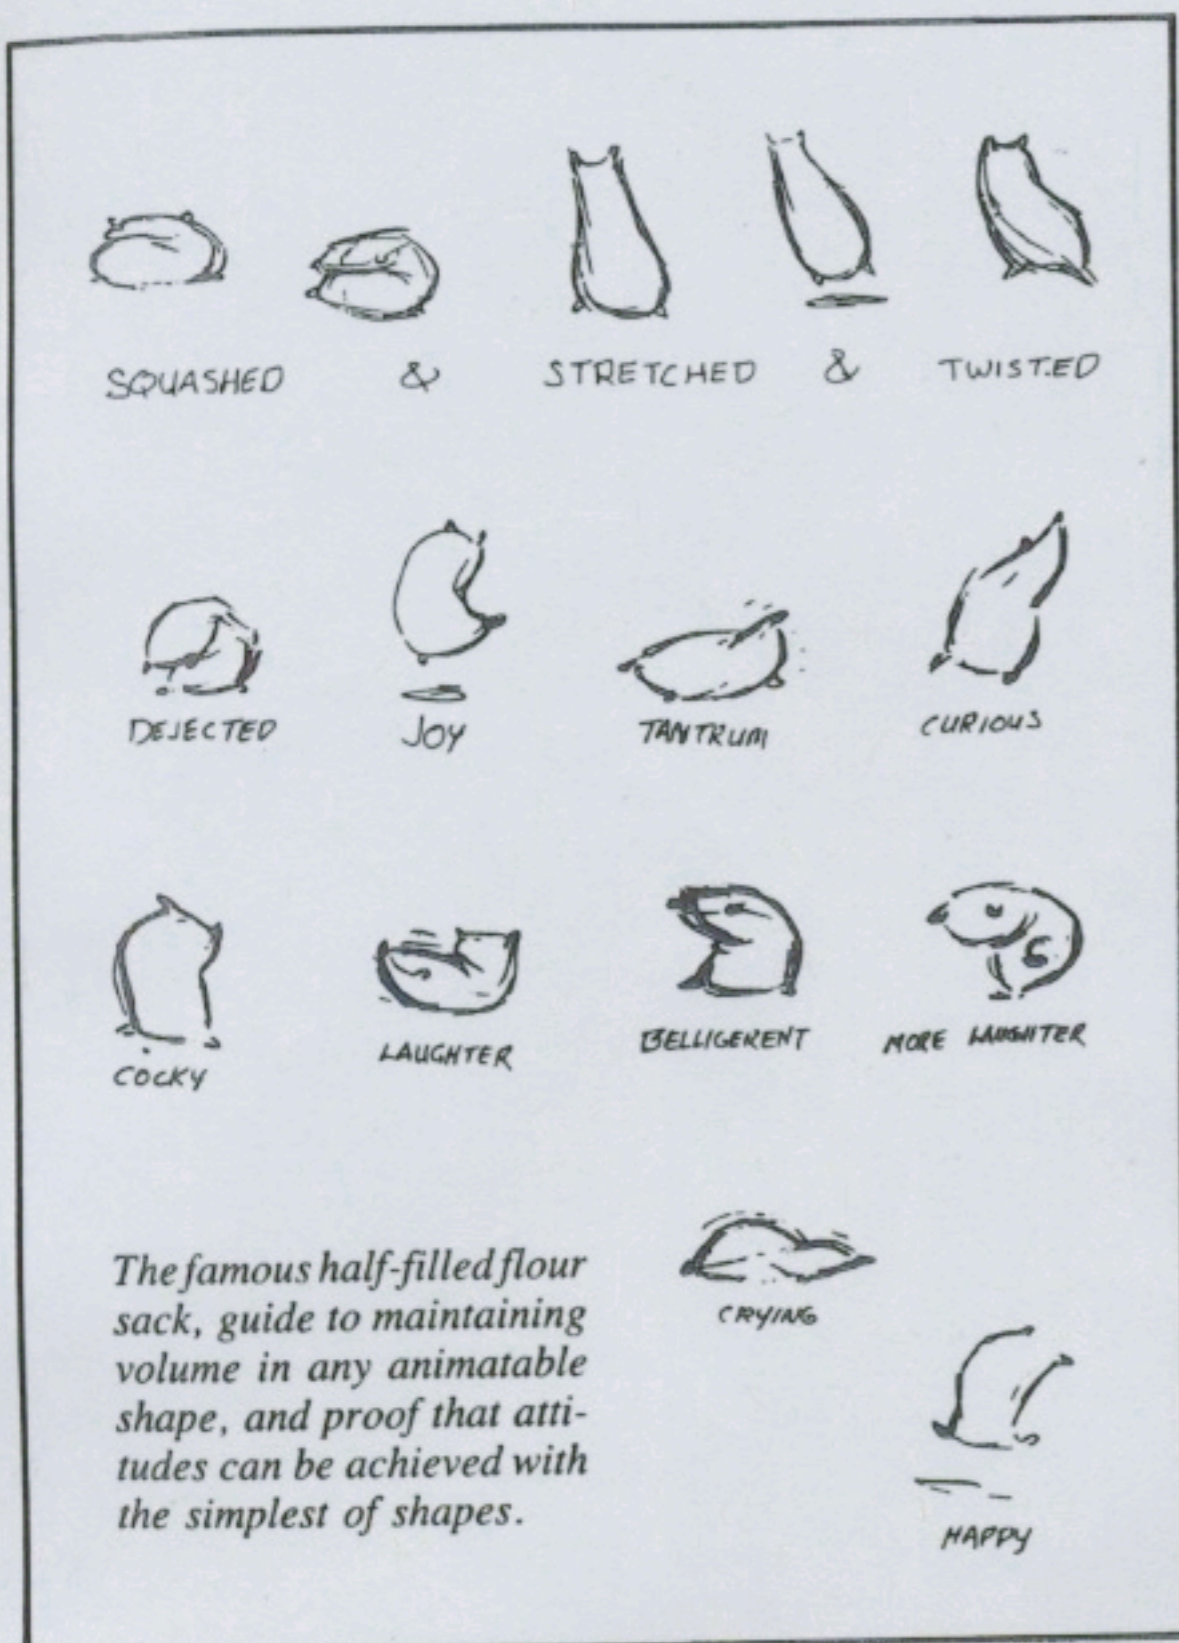 SQUASHED & STRETCHED & TWISTED
DEJECTED JOY TANTRUM CURIOUS
COCKY LAUGHTER BELLIGERENT MORE LAUGHTER
The famous half-filled flour
sack, guide to maintaining
volume in any animatable
shape, and proof that atti-
tudes can be achieved with
the simplest of shapes.
CRYING
HAPPY